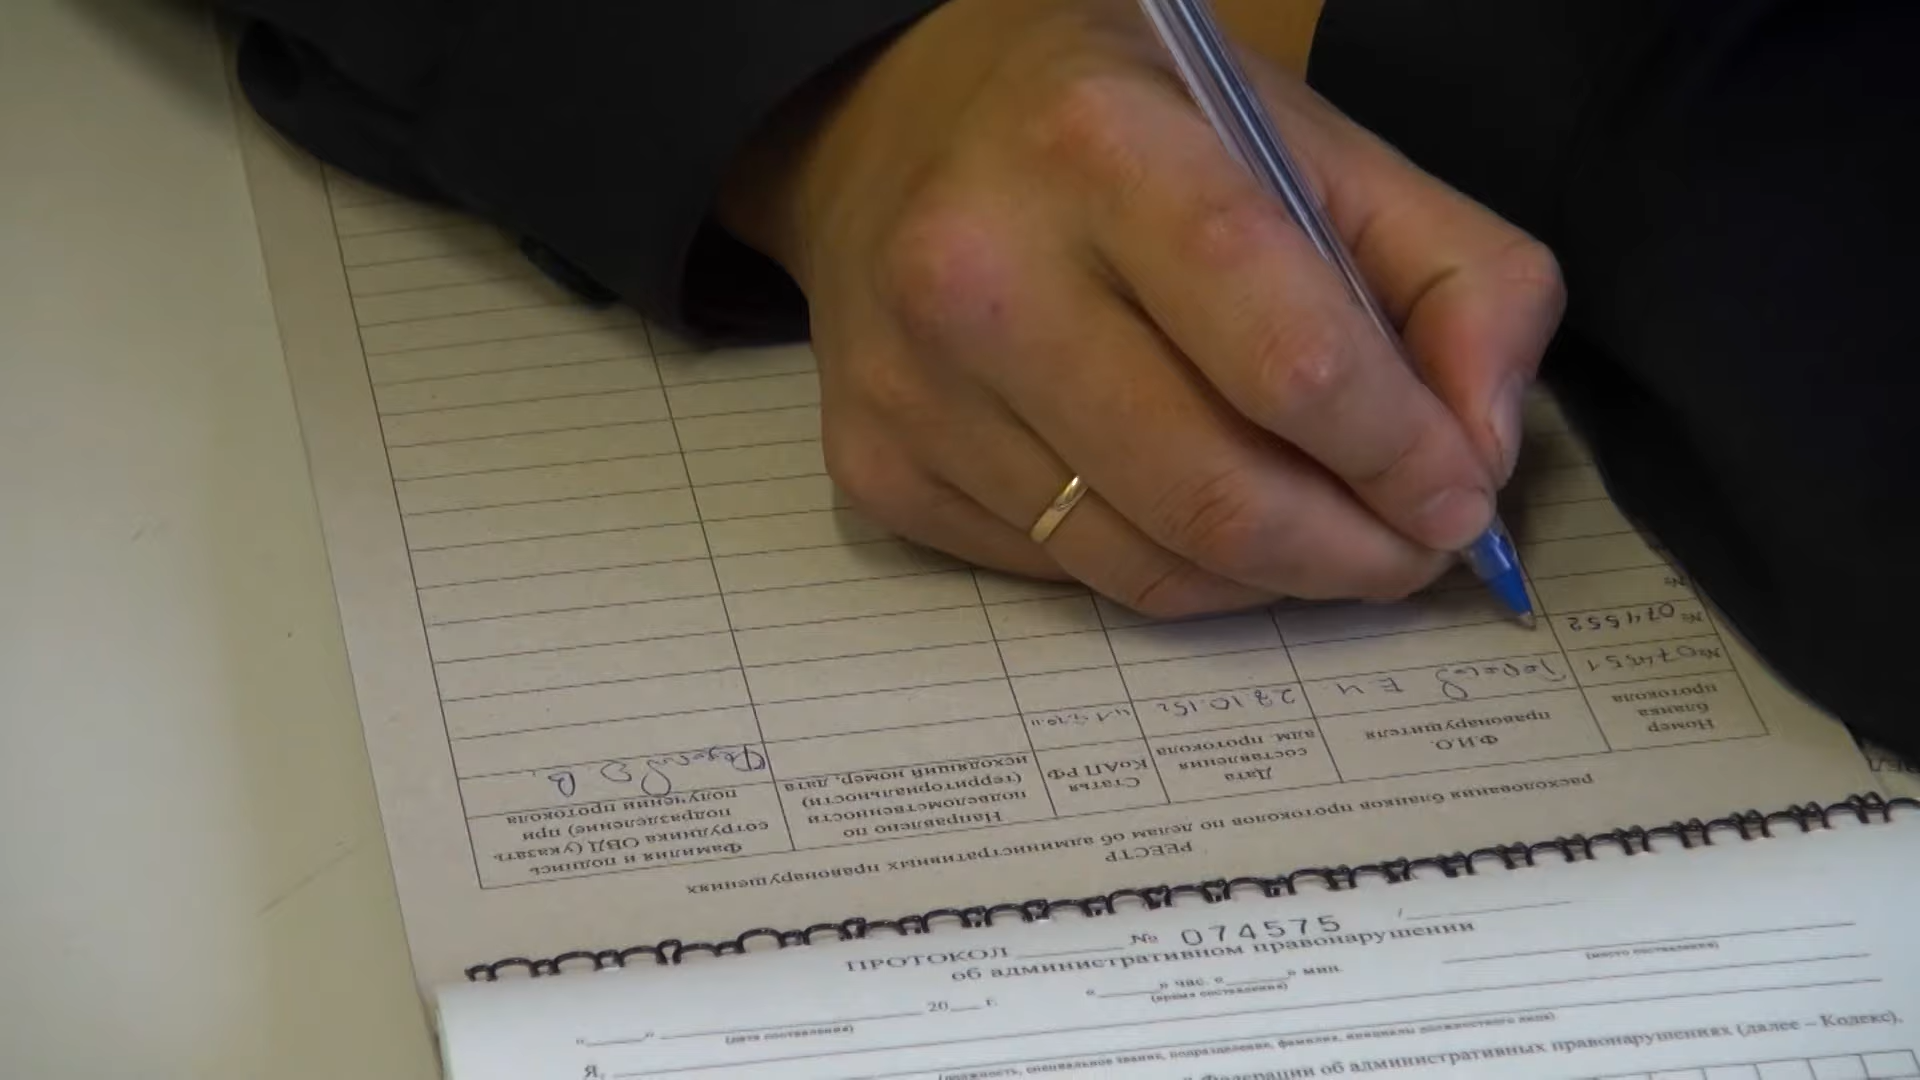 РЕЕСТР
расходования бланков протоколов по делам об административных правонарушениях
Номер бланка протокола
Ф.И.О. правонарушителя
Дата составления адм. протокола
Статья КоАП РФ
Направлено по подведомственности (территориальности) исходящий номер, дата
Фамилия и подпись сотрудника ОВД (указать подразделение) при получении протокола
№074551
Е И
28.10.15г
№074552
№
ПРОТОКОЛ № 074575 /
об административном правонарушении
« » час. « » мин.
(время составления)
(место составления)
“ ” 20 г.
(дата составления)
Я,
(должность, специальное звание, подразделение, фамилия, инициалы должностного лица)
Федерации об административных правонарушениях (далее – Кодекс),